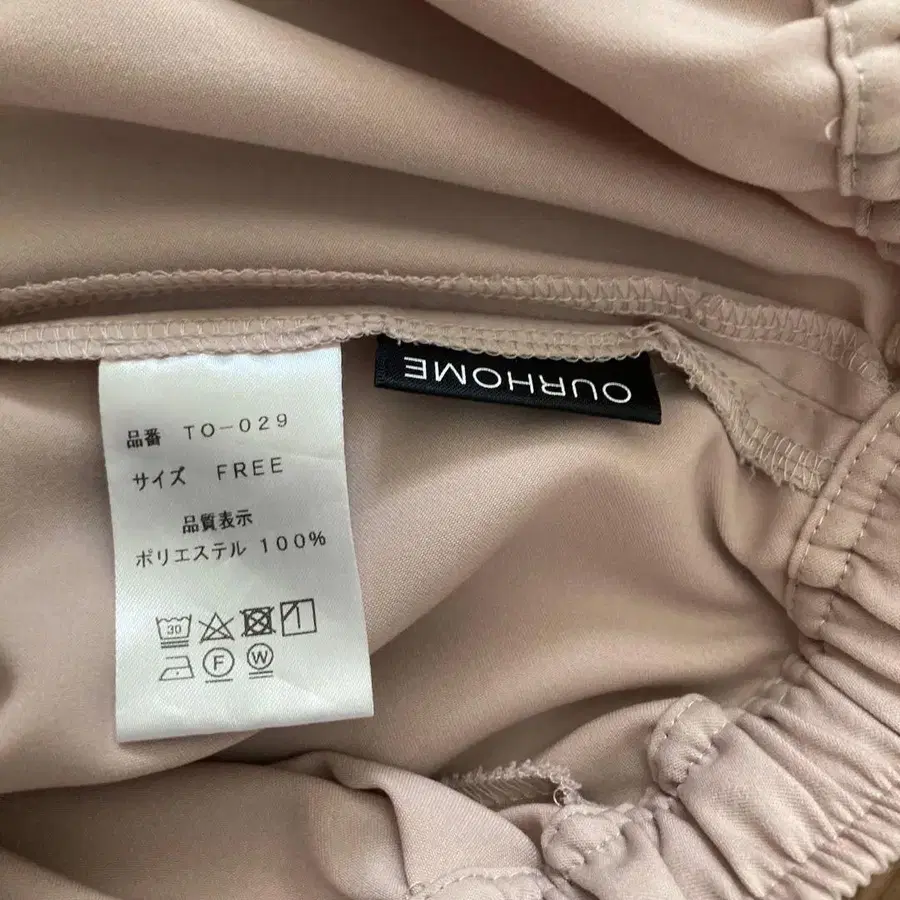 OURHOME
品番 TO-029
サイズ FREE
品質表示
ポリエステル 100%
30
F
W